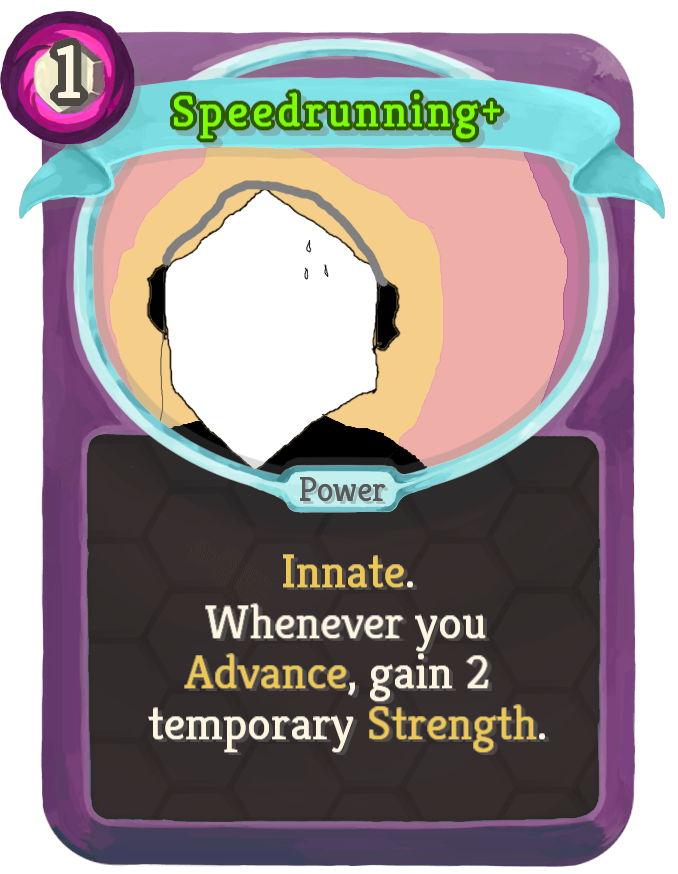 1
Speedrunning+
Power
Innate.
Whenever you
Advance, gain 2
temporary Strength.